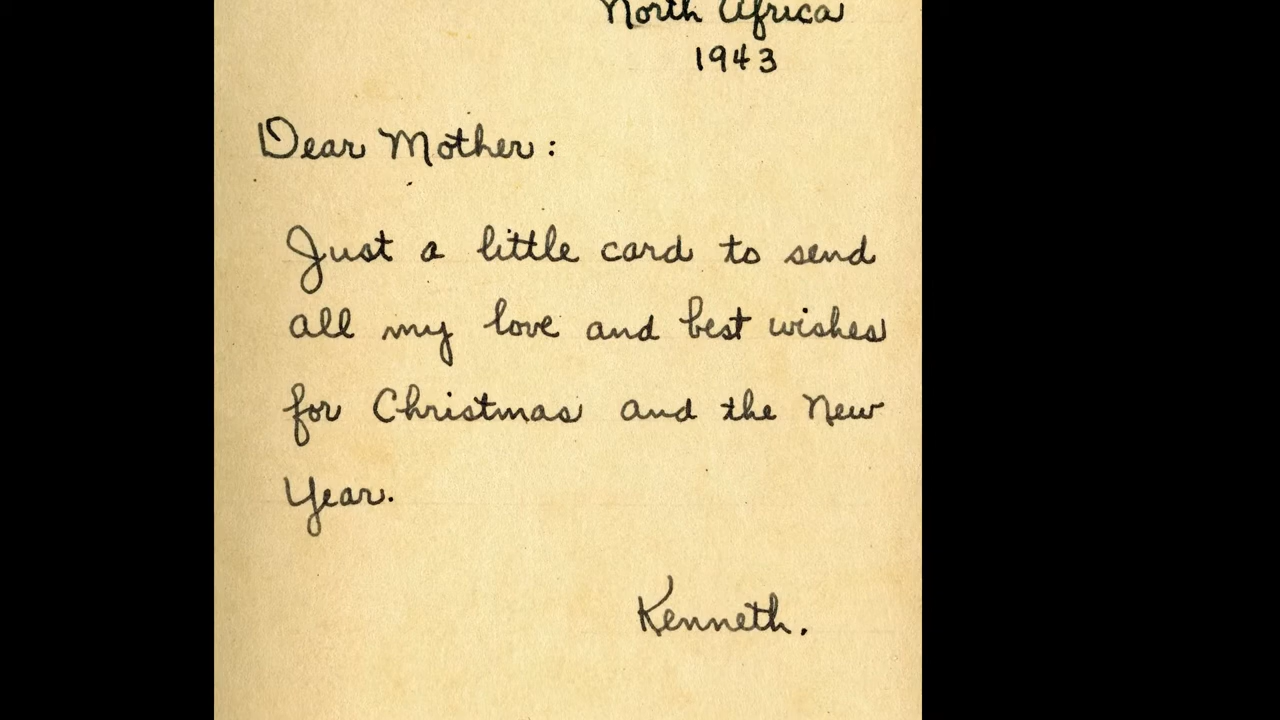 North Africa
1943
Dear Mother:
Just a little card to send
all my love and best wishes
for Christmas and the New
Year.
Kenneth.